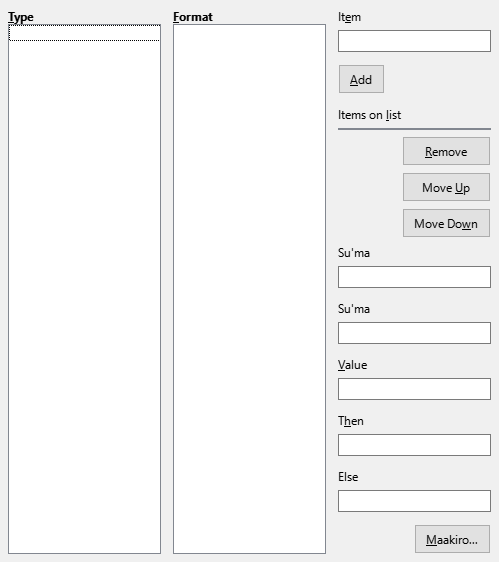 Type
Format
Item
Add
Items on list
Remove
Move Up
Move Down
Su'ma
Su'ma
Value
Then
Else
Maakiro...